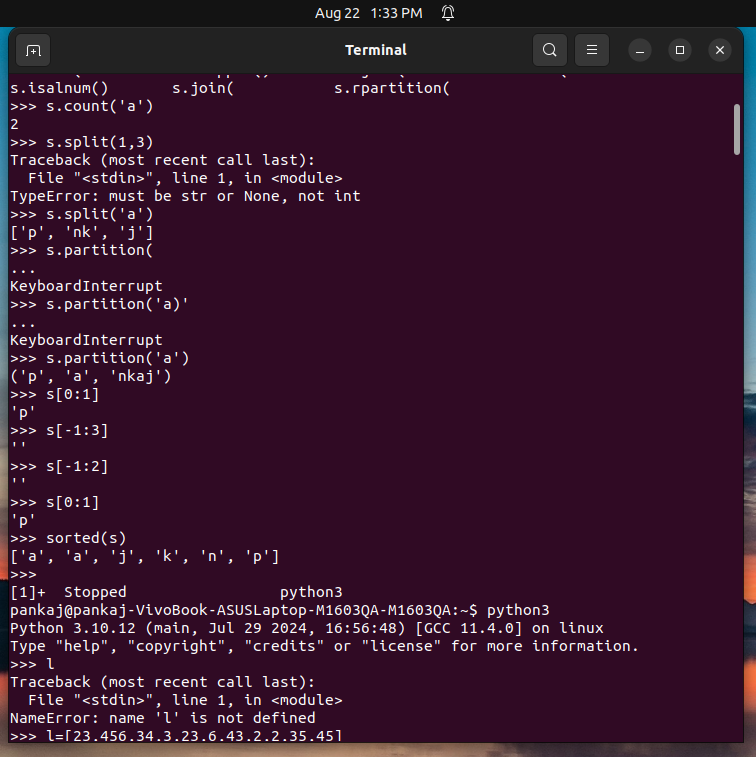 Aug 22 1:33 PM
Terminal
s.isalnum()       s.join(           s.rpartition(
>>> s.count('a')
2
>>> s.split(1,3)
Traceback (most recent call last):
  File "<stdin>", line 1, in <module>
TypeError: must be str or None, not int
>>> s.split('a')
['p', 'nk', 'j']
>>> s.partition(
...
KeyboardInterrupt
>>> s.partition('a)'
...
KeyboardInterrupt
>>> s.partition('a')
('p', 'a', 'nkaj')
>>> s[0:1]
'p'
>>> s[-1:3]
''
>>> s[-1:2]
''
>>> s[0:1]
'p'
>>> sorted(s)
['a', 'a', 'j', 'k', 'n', 'p']
>>>
[1]+  Stopped                 python3
pankaj@pankaj-VivoBook-ASUSLaptop-M1603QA-M1603QA:~$ python3
Python 3.10.12 (main, Jul 29 2024, 16:56:48) [GCC 11.4.0] on linux
Type "help", "copyright", "credits" or "license" for more information.
>>> l
Traceback (most recent call last):
  File "<stdin>", line 1, in <module>
NameError: name 'l' is not defined
>>> l=[23,456,34,3,23,6,43,2,2,35,45]